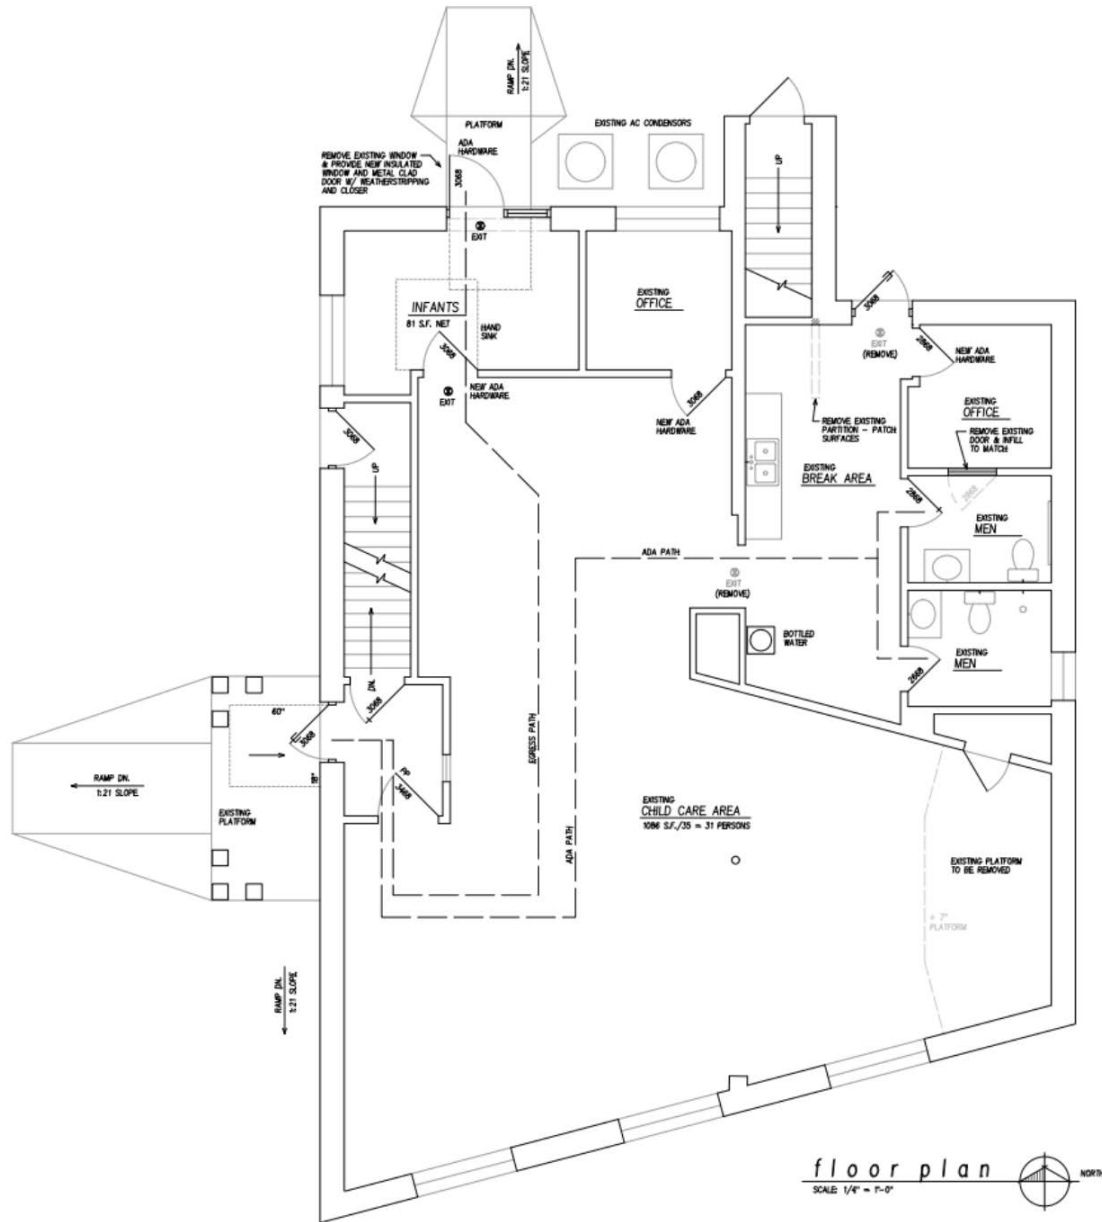 RAMP DN.
1:21 SLOPE
PLATFORM
EXISTING AC CONDENSORS
ADA
HARDWARE
REMOVE EXISTING WINDOW
& PROVIDE NEW INSULATED
WINDOW AND METAL CLAD
DOOR W/ WEATHERSTRIPPING
AND CLOSER
3068
UP
EXIT
EXISTING
OFFICE
INFANTS
81 S.F. NET
HAND
SINK
3068
3068
EXIT
(REMOVE)
2868
NEW ADA
HARDWARE
EXIT
NEW ADA
HARDWARE
3068
NEW ADA
HARDWARE
EXISTING
OFFICE
REMOVE EXISTING
PARTITION - PATCH
SURFACES
REMOVE EXISTING
DOOR & INFILL
TO MATCH
3068
UP
EXISTING
BREAK AREA
2868
2868
EXISTING
MEN
ADA PATH
EXIT
(REMOVE)
BOTTLED
WATER
EXISTING
MEN
2668
DN.
3068
60"
3068
18"
PP
3468
EGRESS PATH
RAMP DN.
1:21 SLOPE
EXISTING
PLATFORM
EXISTING
CHILD CARE AREA
1086 S.F./35 = 31 PERSONS
ADA PATH
EXISTING PLATFORM
TO BE REMOVED
± 7"
PLATFORM
RAMP DN.
1:21 SLOPE
floor plan
SCALE: 1/4" = 1'-0"
NORTH